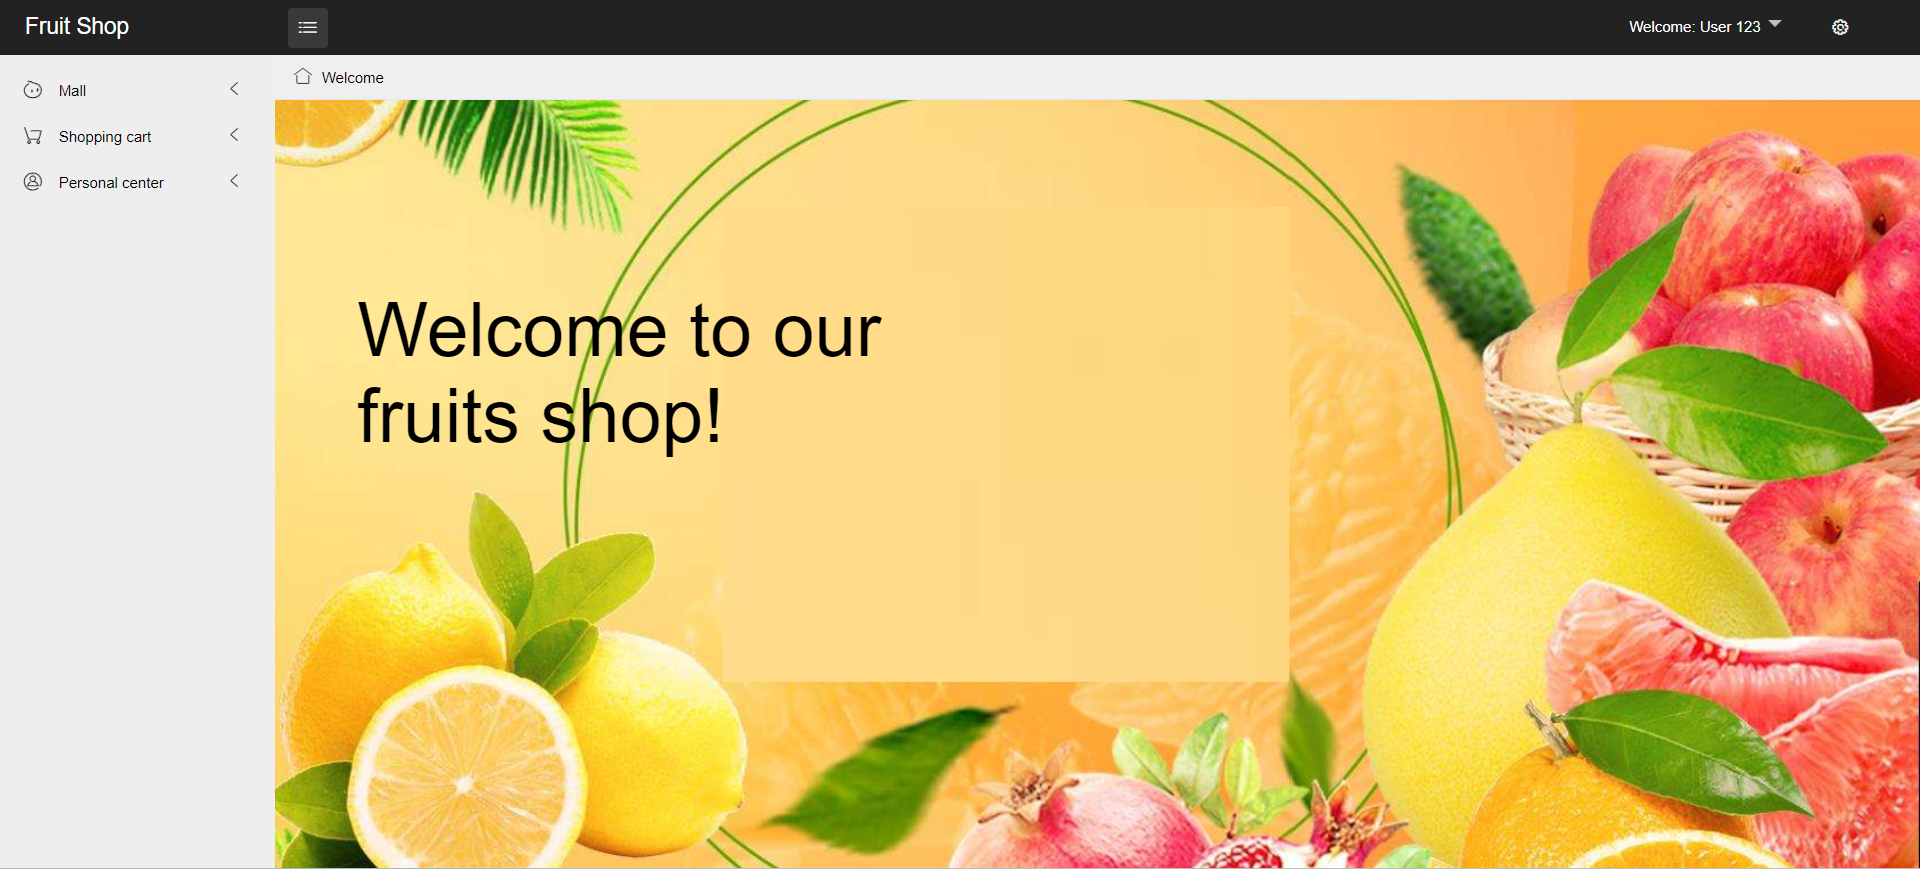 Fruit Shop
Welcome: User 123
Mall
Shopping cart
Personal center
Welcome
Welcome to our
fruits shop!